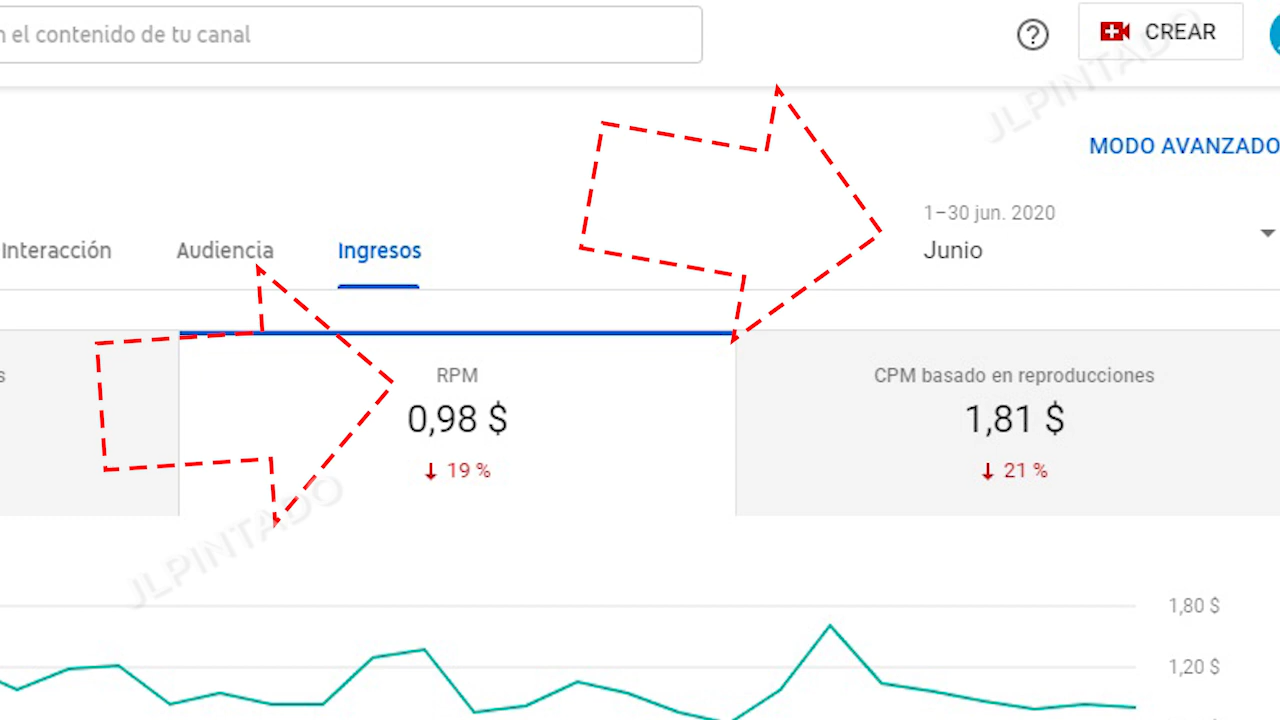 n el contenido de tu canal
CREAR
JLPINTADO
MODO AVANZADO
1–30 jun. 2020
Junio
Interacción
Audiencia
Ingresos
s
RPM
0,98 $
↓ 19 %
CPM basado en reproducciones
1,81 $
↓ 21 %
JLPINTADO
1,80 $
1,20 $